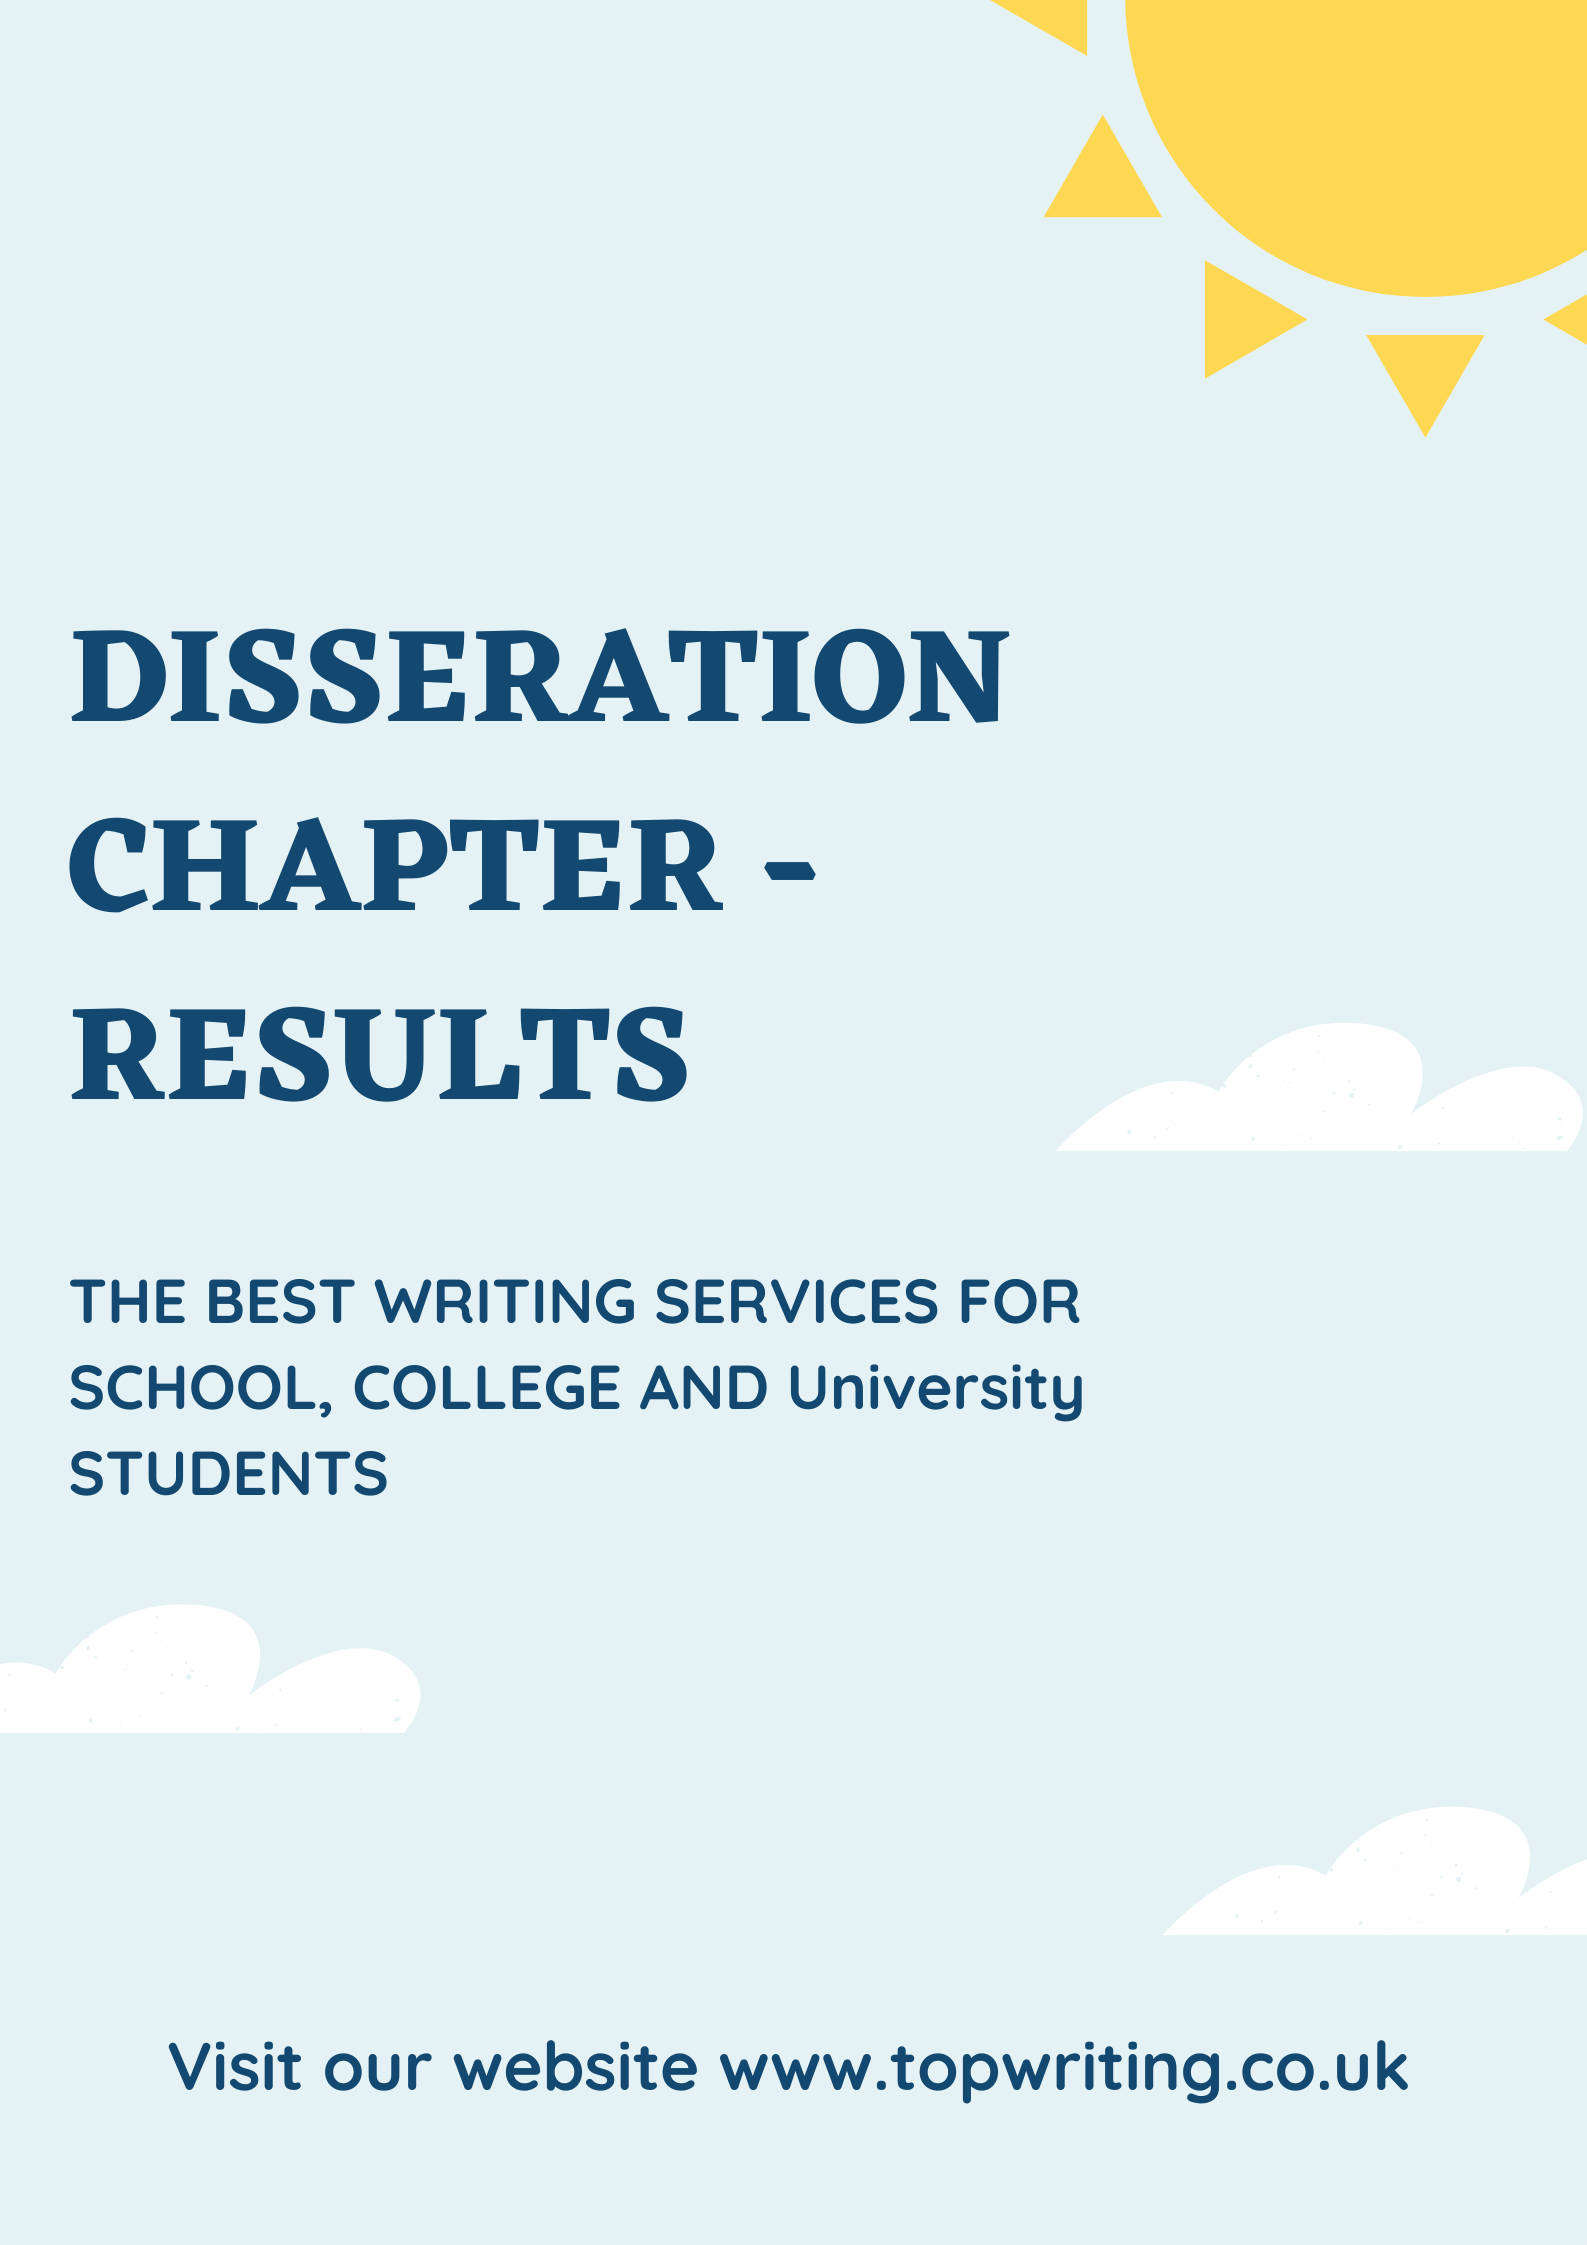 DISSERATION
CHAPTER -
RESULTS
THE BEST WRITING SERVICES FOR
SCHOOL, COLLEGE AND University
STUDENTS
Visit our website www.topwriting.co.uk